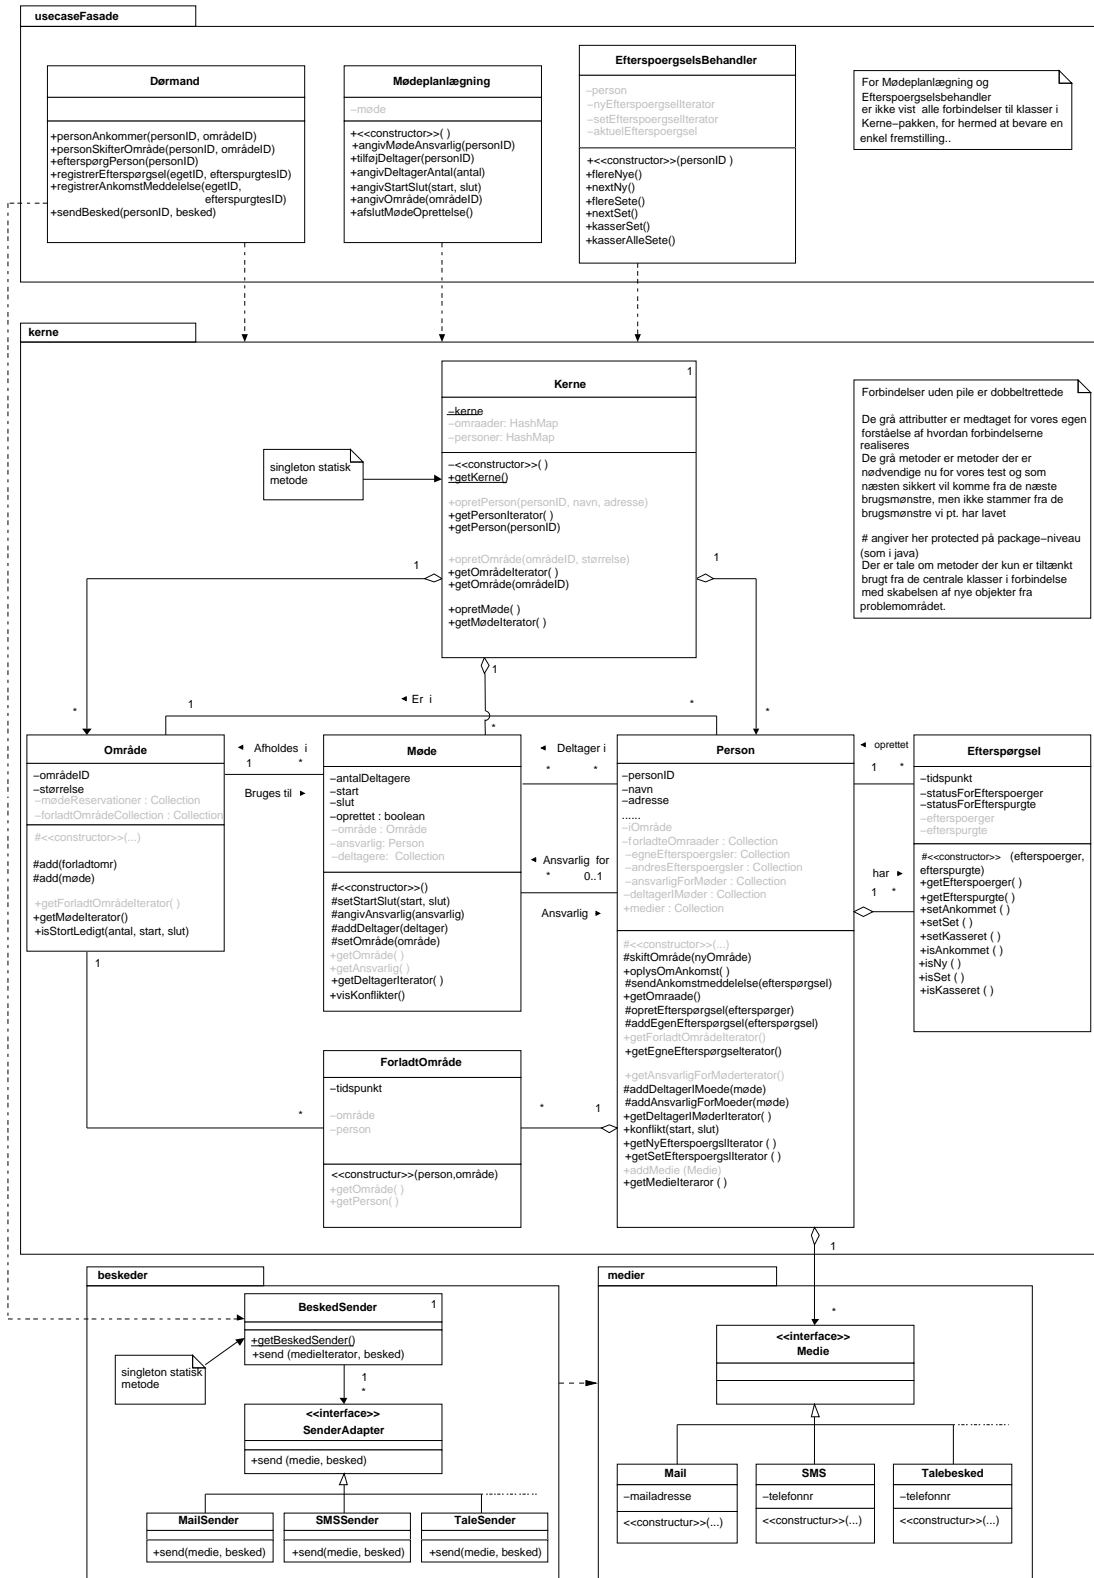 usecaseFasade
Dørmand
+personAnkommer(personID, områdeID)
+personSkifterOmråde(personID, områdeID)
+efterspørgPerson(personID)
+registrerEfterspørgsel(egetID, efterspurgtesID)
+registrerAnkomstMeddelelse(egetID,
efterspurgtesID)
+sendBesked(personID, besked)
Mødeplanlægning
−møde
+<<constructor>>( )
+angivMødeAnsvarlig(personID)
+tilføjDeltager(personID)
+angivDeltagerAntal(antal)
+angivStartSlut(start, slut)
+angivOmråde(områdeID)
+afslutMødeOprettelse()
EfterspoergselsBehandler
−person
−nyEfterspoergselIterator
−setEfterspoergselIterator
−aktuelEfterspoergsel
+<<constructor>>(personID )
+flereNye()
+nextNy()
+flereSete()
+nextSet()
+kasserSet()
+kasserAlleSete()
For Mødeplanlægning og
Efterspoergselsbehandler
er ikke vist  alle forbindelser til klasser i
Kerne−pakken, for hermed at bevare en
enkel fremstilling..
kerne
Kerne
1
−kerne
−omraader: HashMap
−personer: HashMap
−<<constructor>>( )
+getKerne()
+opretPerson(personID, navn, adresse)
+getPersonIterator( )
+getPerson(personID)
+opretOmråde(områdeID, størrelse)
+getOmrådeIterator( )
+getOmråde(områdeID)
+opretMøde( )
+getMødeIterator( )
singleton statisk
metode
Forbindelser uden pile er dobbeltrettede
De grå attributter er medtaget for vores egen
forståelse af hvordan forbindelserne
realiseres
De grå metoder er metoder der er
nødvendige nu for vores test og som
næsten sikkert vil komme fra de næste
brugsmønstre, men ikke stammer fra de
brugsmønstre vi pt. har lavet
# angiver her protected på package−niveau
(som i java)
Der er tale om metoder der kun er tiltænkt
brugt fra de centrale klasser i forbindelse
med skabelsen af nye objekter fra
problemområdet.
1
1
1
*
1
◄ Er i
*
*
*
Område
−områdeID
−størrelse
−mødeReservationer : Collection
−forladtOmrådeCollection : Collection
#<<constructor>>(...)
#add(forladtomr)
#add(møde)
+getForladtOmrådeIterator( )
+getMødeIterator()
+isStortLedigt(antal, start, slut)
◄ Afholdes i
1 *
Bruges til ►
Møde
−antalDeltagere
−start
−slut
−oprettet : boolean
−område : Område
−ansvarlig: Person
−deltagere:  Collection
#<<constructor>>()
#setStartSlut(start, slut)
#angivAnsvarlig(ansvarlig)
#addDeltager(deltager)
#setOmråde(område)
+getOmråde( )
+getAnsvarlig( )
+getDeltagerIterator( )
+visKonflikter()
◄ Deltager i
* *
◄ Ansvarlig for
* 0..1
Ansvarlig ►
Person
−personID
−navn
−adresse
......
−iOmråde
−forladteOmraader : Collection
−egneEfterspoergsler: Collection
−andresEfterspoergsler : Collection
−ansvarligForMøder : Collection
−deltagerIMøder : Collection
+medier : Collection
#<<constructor>>(...)
#skiftOmråde(nyOmråde)
+oplysOmAnkomst( )
#sendAnkomstmeddelelse(efterspørgsel)
+getOmraade()
#opretEfterspørgsel(efterspørger)
#addEgenEfterspørgsel(efterspørgsel)
+getForladtOmrådeIterator()
+getEgneEfterspørgselterator()
+getAnsvarligForMøderterator()
#addDeltagerIMoede(møde)
#addAnsvarligForMoeder(møde)
+getDeltagerIMøderIterator( )
+konflikt(start, slut)
+getNyEfterspoergslIterator ( )
+getSetEfterspoergslIterator ( )
+addMedie (Medie)
+getMedieIteraror ( )
◄ oprettet
1 *
har ►
1 *
Efterspørgsel
−tidspunkt
−statusForEfterspoerger
−statusForEfterspurgte
−efterspoerger
−efterspurgte
#<<constructor>> (efterspoerger,
efterspurgte)
+getEfterspoerger( )
+getEfterspurgte( )
+setAnkommet ( )
+setSet ( )
+setKasseret ( )
+isAnkommet ( )
+isNy ( )
+isSet ( )
+isKasseret ( )
1
*
ForladtOmråde
−tidspunkt
−område
−person
<<constructur>>(person,område)
+getOmråde( )
+getPerson( )
*
1
1
*
beskeder
BeskedSender
1
+getBeskedSender()
+send (medieIterator, besked)
singleton statisk
metode
1
*
<<interface>>
SenderAdapter
+send (medie, besked)
MailSender
+send(medie, besked)
SMSSender
+send(medie, besked)
TaleSender
+send(medie, besked)
medier
<<interface>>
Medie
Mail
−mailadresse
<<constructur>>(...)
SMS
−telefonnr
<<constructur>>(...)
Talebesked
−telefonnr
<<constructur>>(...)